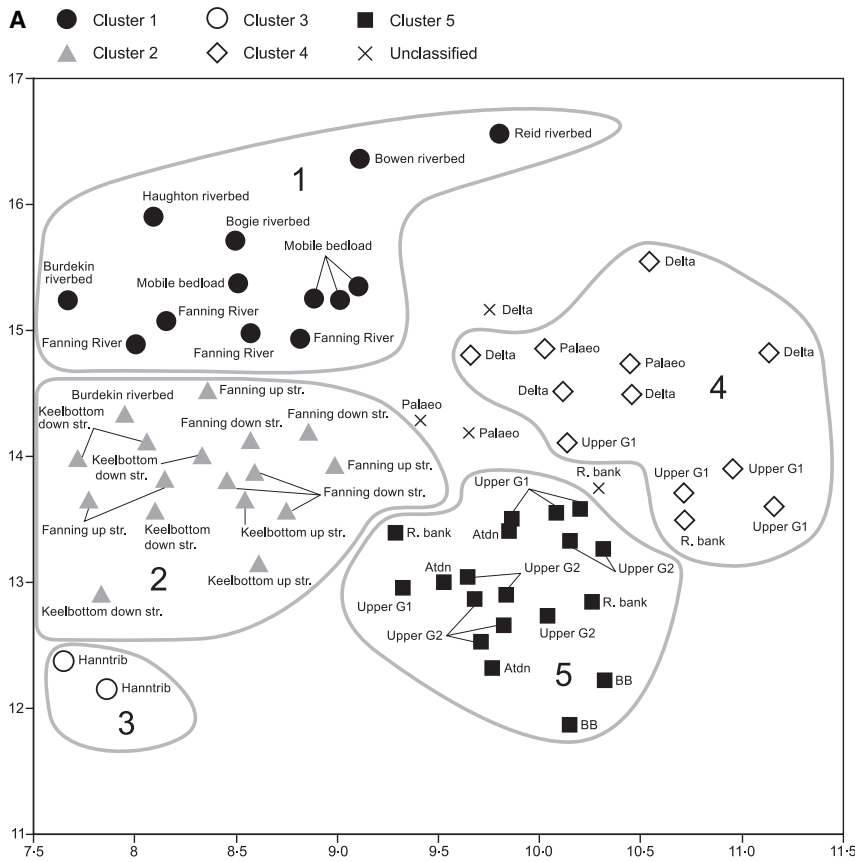 A
Cluster 1
Cluster 3
Cluster 5
Cluster 2
Cluster 4
Unclassified
17
16
15
14
13
12
11
7·5
8
8·5
9·0
9·5
10·0
10·5
11·0
11·5
Reid riverbed
Bowen riverbed
1
Haughton riverbed
Bogie riverbed
Mobile bedload
Burdekin
riverbed
Mobile bedload
Fanning River
Fanning River
Fanning River
Fanning River
Delta
Delta
Delta
Palaeo
Palaeo
Delta
Delta
Delta
4
Upper G1
Upper G1
Upper G1
Upper G1
R. bank
Palaeo
Palaeo
R. bank
Burdekin riverbed
Fanning up str.
Keelbottom
down str.
Fanning down str.
Fanning down str.
Keelbottom
down str.
Fanning up str.
Fanning down str.
Fanning up str.
Keelbottom
down str.
Keelbottom up str.
Keelbottom up str.
2
Keelbottom down str.
Upper G1
R. bank
Atdn
Atdn
Upper G2
Upper G2
Upper G1
R. bank
Upper G2
Upper G2
Atdn
5
BB
BB
Hanntrib
Hanntrib
3